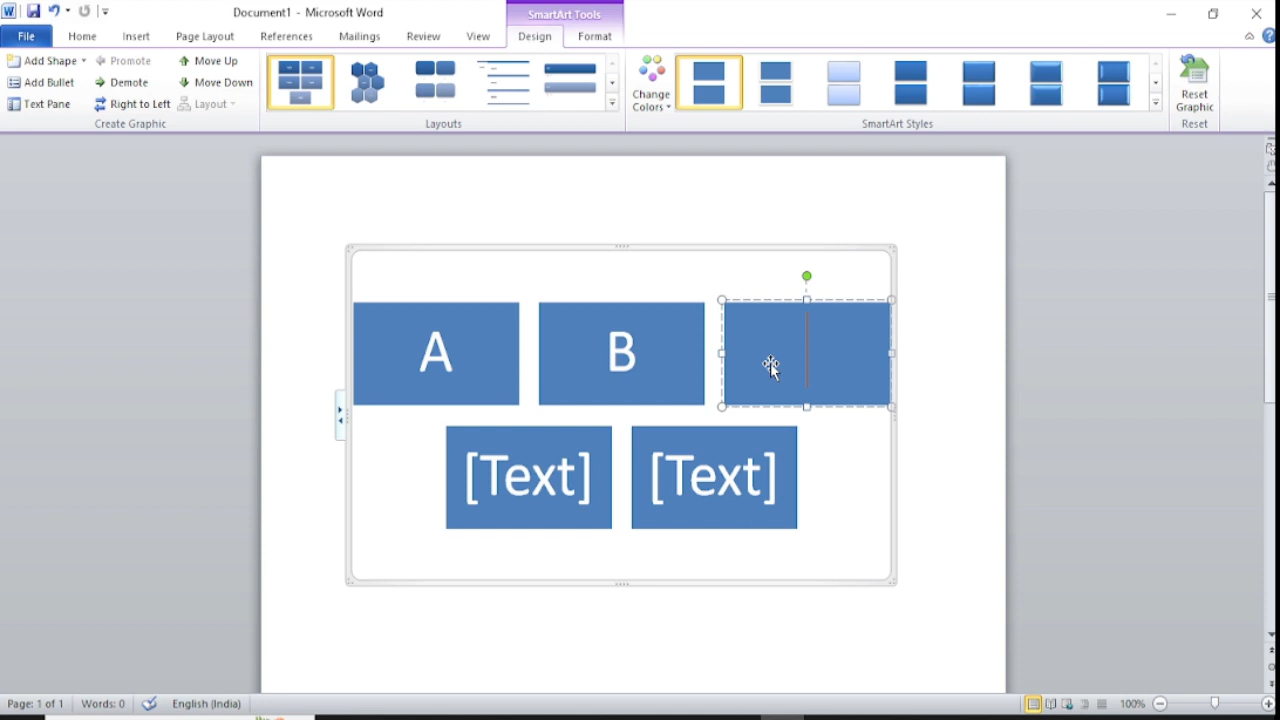 Document1 - Microsoft Word
SmartArt Tools
File Home Insert Page Layout References Mailings Review View Design Format
Add Shape Promote Move Up
Add Bullet Demote Move Down
Text Pane Right to Left Layout
Create Graphic
Layouts
Change Colors
SmartArt Styles
Reset Graphic
Reset
A B
[Text] [Text]
Page: 1 of 1 Words: 0 English (India) 100%